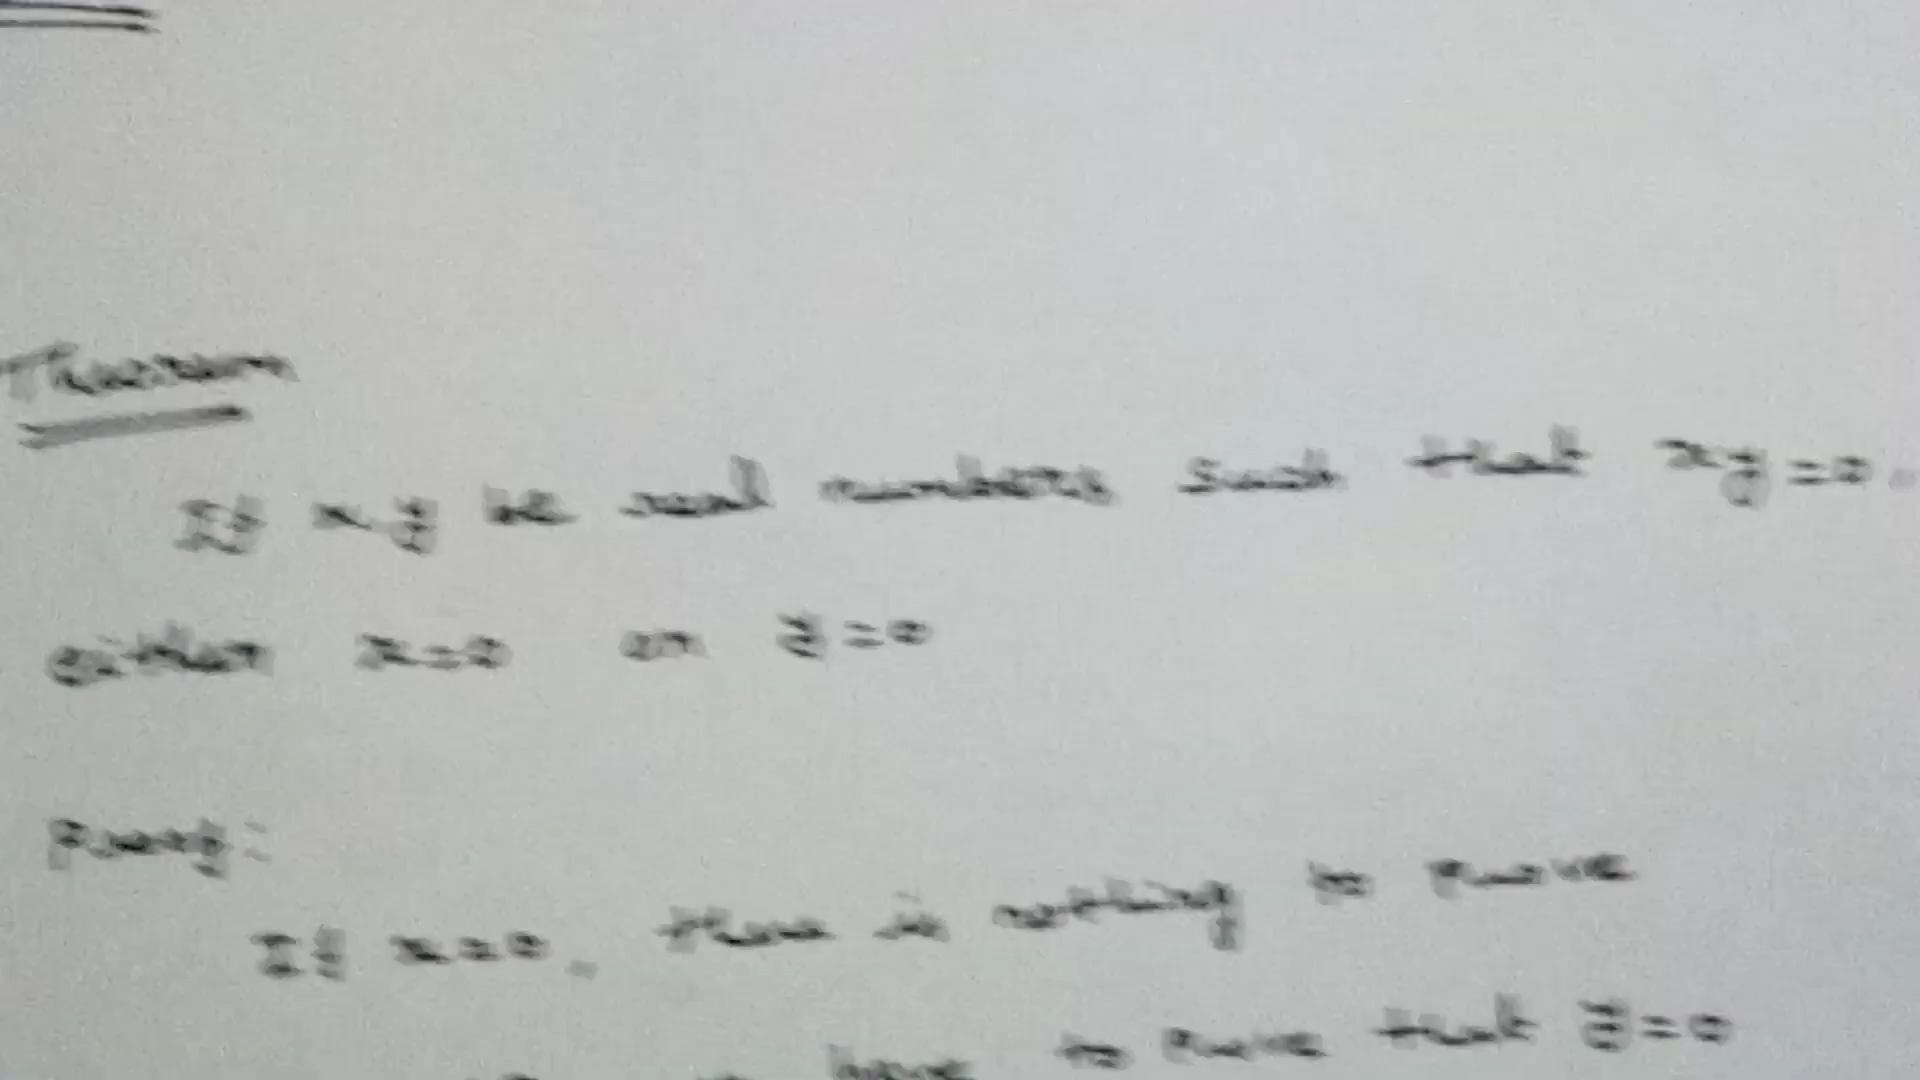 Theorem
If x y be real numbers such that xy=0.
either x=0 or y=0
Proof:
If x=0, there is nothing to prove
have to prove that y=0